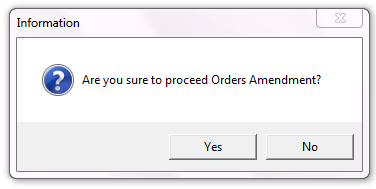 Information
Are you sure to proceed Orders Amendment?
Yes No